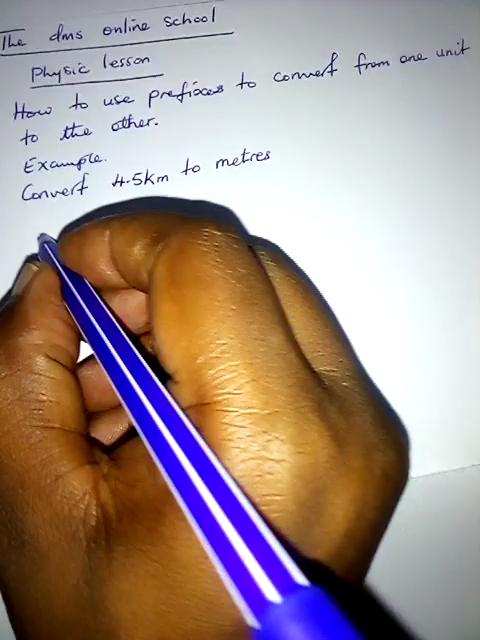 The dms online school
Physic lesson
How to use prefixes to convert from one unit
to the other.
Example.
Convert 4.5km to metres